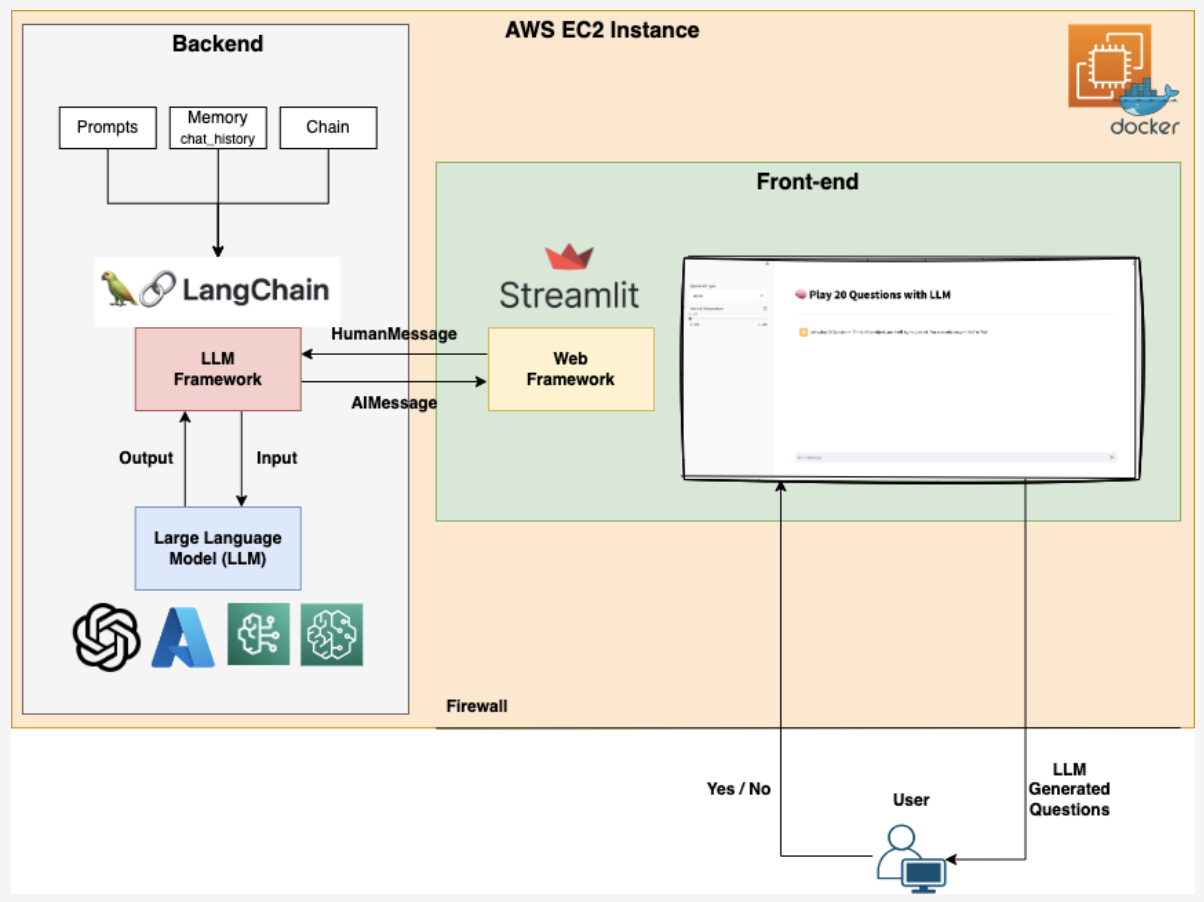 AWS EC2 Instance
Backend
docker
Prompts
Memory
chat_history
Chain
Front-end
LangChain
Streamlit
Play 20 Questions with LLM
HumanMessage
LLM
Framework
Web
Framework
AIMessage
Output
Input
Large Language
Model (LLM)
Firewall
Yes / No
User
LLM
Generated
Questions